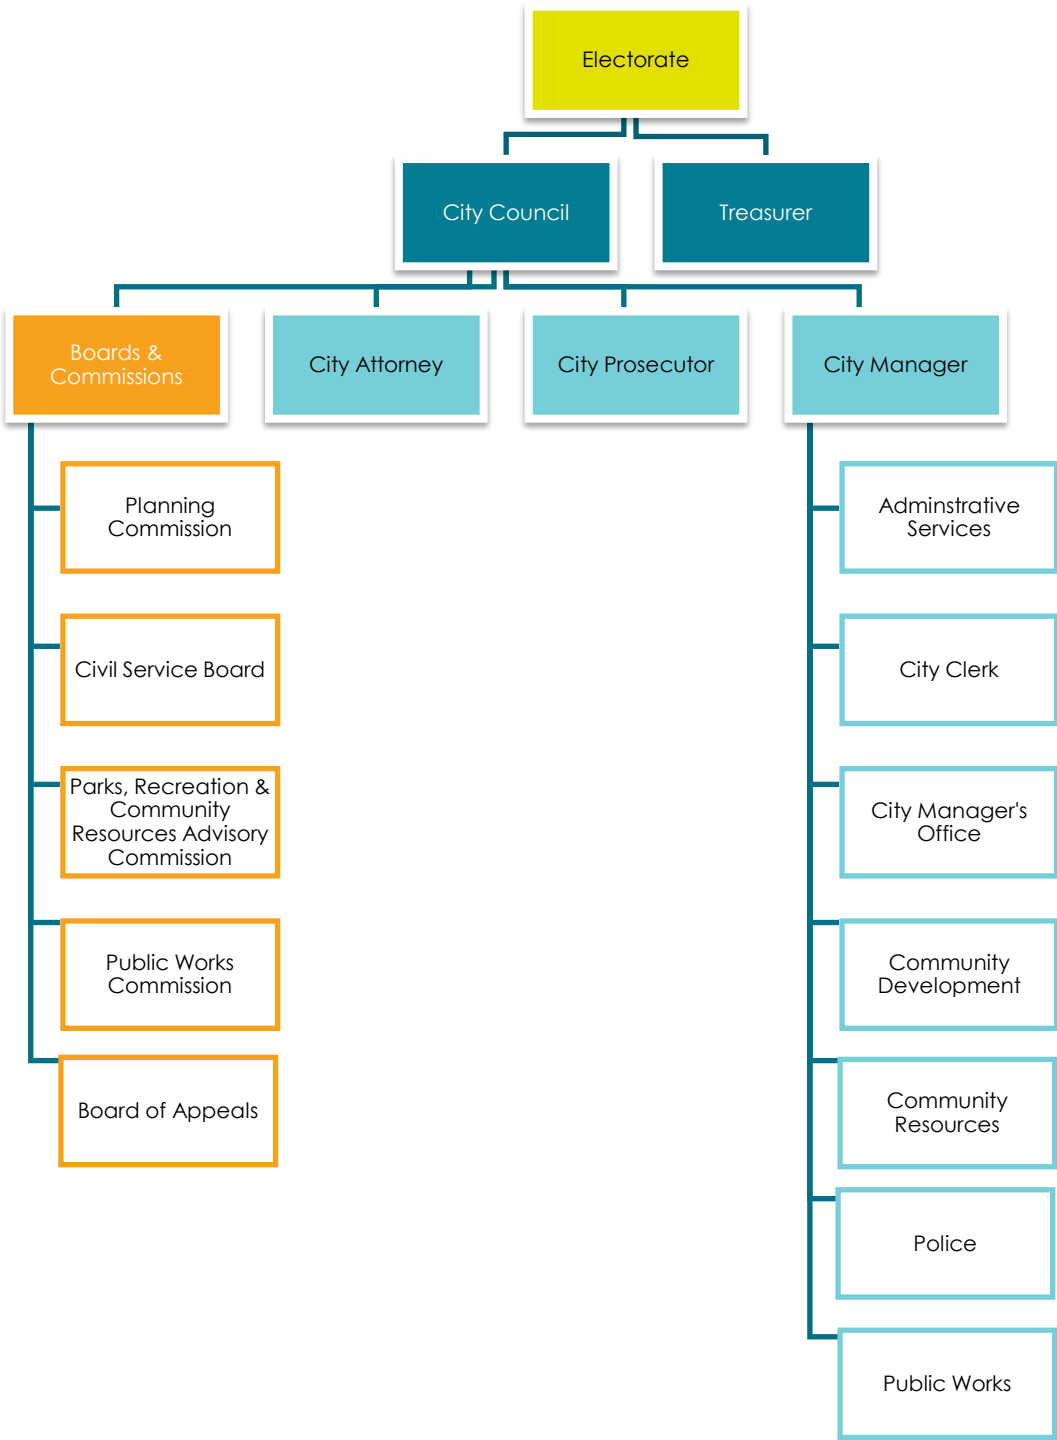 Electorate
City Council
Treasurer
Boards &
Commissions
City Attorney
City Prosecutor
City Manager
Planning
Commission
Civil Service Board
Parks, Recreation &
Community
Resources Advisory
Commission
Public Works
Commission
Board of Appeals
Adminstrative
Services
City Clerk
City Manager's
Office
Community
Development
Community
Resources
Police
Public Works